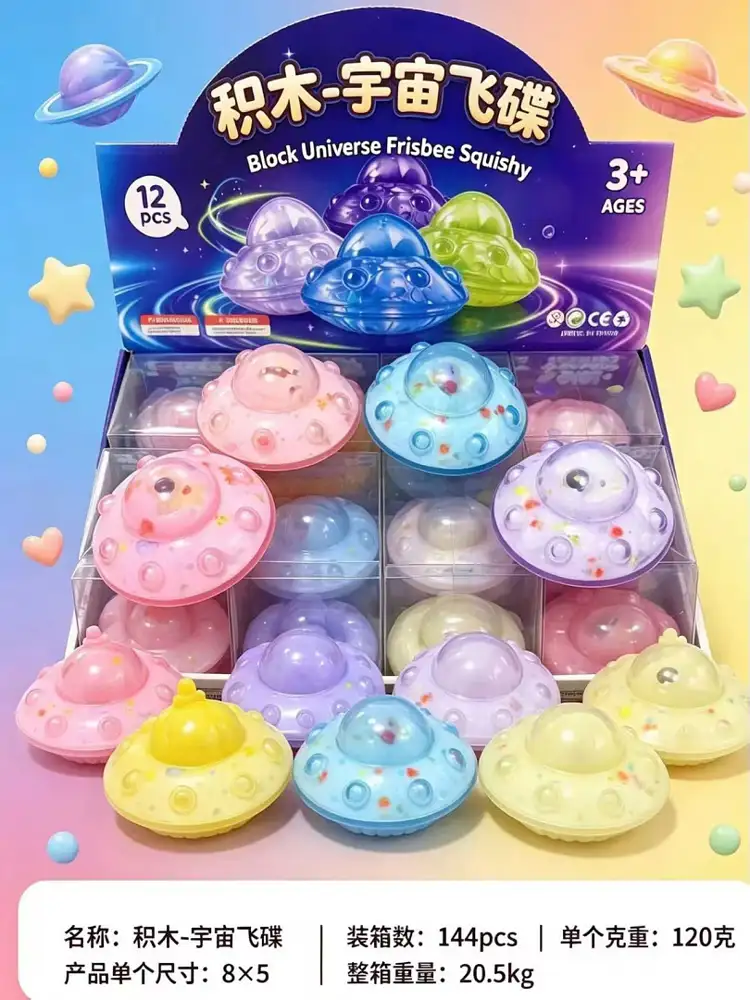 积木-宇宙飞碟
Block Universe Frisbee Squishy
12
pcs
3+
AGES
CE
名称：积木-宇宙飞碟 | 装箱数：144pcs | 单个克重：120克
产品单个尺寸：8×5 | 整箱重量：20.5kg